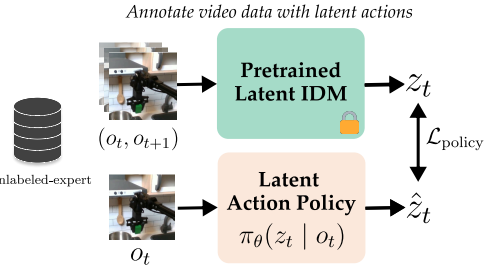 Annotate video data with latent actions
Pretrained
Latent IDM
z_t
(o_t, o_{t+1})
L_policy
nlabeled-expert
Latent
Action Policy
π_θ(z_t | o_t)
ẑ_t
o_t